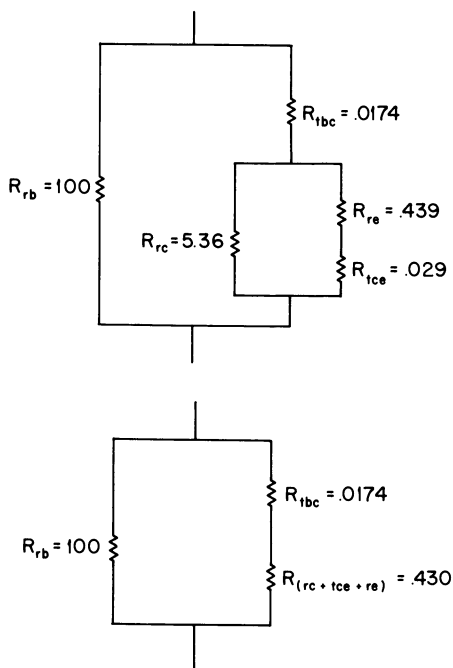 R_tbc = .0174
R_rb = 100
R_re = .439
R_rc = 5.36
R_tce = .029
R_tbc = .0174
R_rb = 100
R_(rc + tce + re) = .430